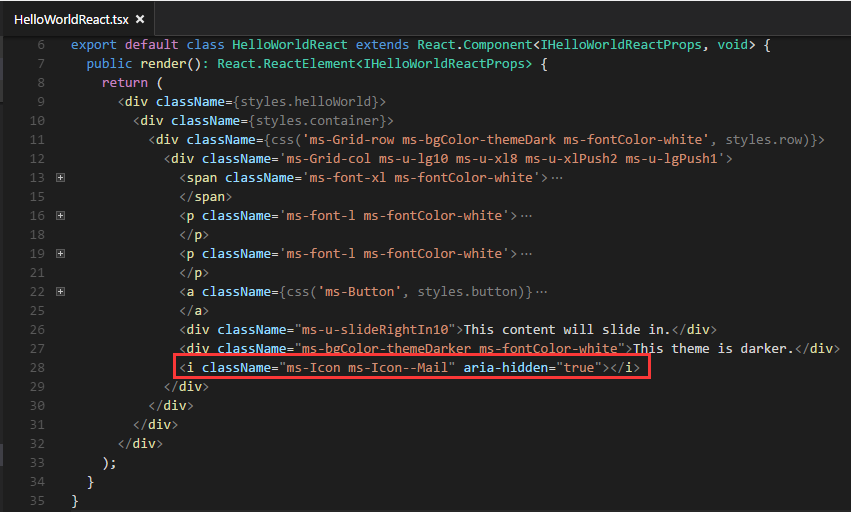 HelloWorldReact.tsx ×
6 export default class HelloWorldReact extends React.Component<IHelloWorldReactProps, void> {
7 public render(): React.ReactElement<IHelloWorldReactProps> {
8 return (
9 <div className={styles.helloWorld}>
10 <div className={styles.container}>
11 <div className={css('ms-Grid-row ms-bgColor-themeDark ms-fontColor-white', styles.row)}>
12 <div className='ms-Grid-col ms-u-lg10 ms-u-xl8 ms-u-xlPush2 ms-u-lgPush1'>
13 <span className='ms-font-xl ms-fontColor-white'>…
15 </span>
16 <p className='ms-font-l ms-fontColor-white'>…
18 </p>
19 <p className='ms-font-l ms-fontColor-white'>…
21 </p>
22 <a className={css('ms-Button', styles.button)}…
25 </a>
26 <div className="ms-u-slideRightIn10">This content will slide in.</div>
27 <div className="ms-bgColor-themeDarker ms-fontColor-white">This theme is darker.</div>
28 <i className="ms-Icon ms-Icon--Mail" aria-hidden="true"></i>
29 </div>
30 </div>
31 </div>
32 </div>
33 );
34 }
35 }